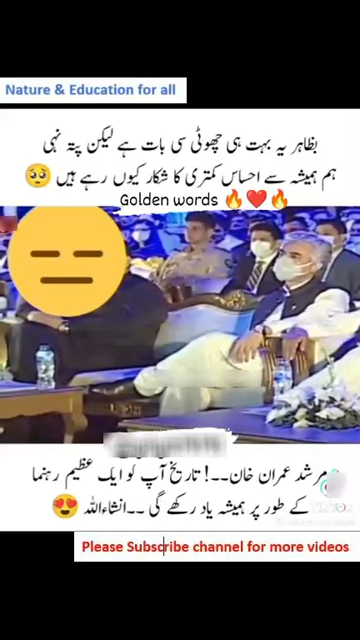 Nature & Education for all
بظاہر یہ بہت ہی چھوٹی سی بات ہے لیکن پتہ نہی
ہم ہمیشہ سے احساس کمتری کا شکار کیوں رہے ہیں 🥺
Golden words 🔥❤️🔥
مرشد عمران خان۔۔! تاریخ آپ کو ایک عظیم رہنما
کے طور پر ہمیشہ یاد رکھے گی ۔۔انشاءاللہ 😍
Please Subscribe channel for more videos